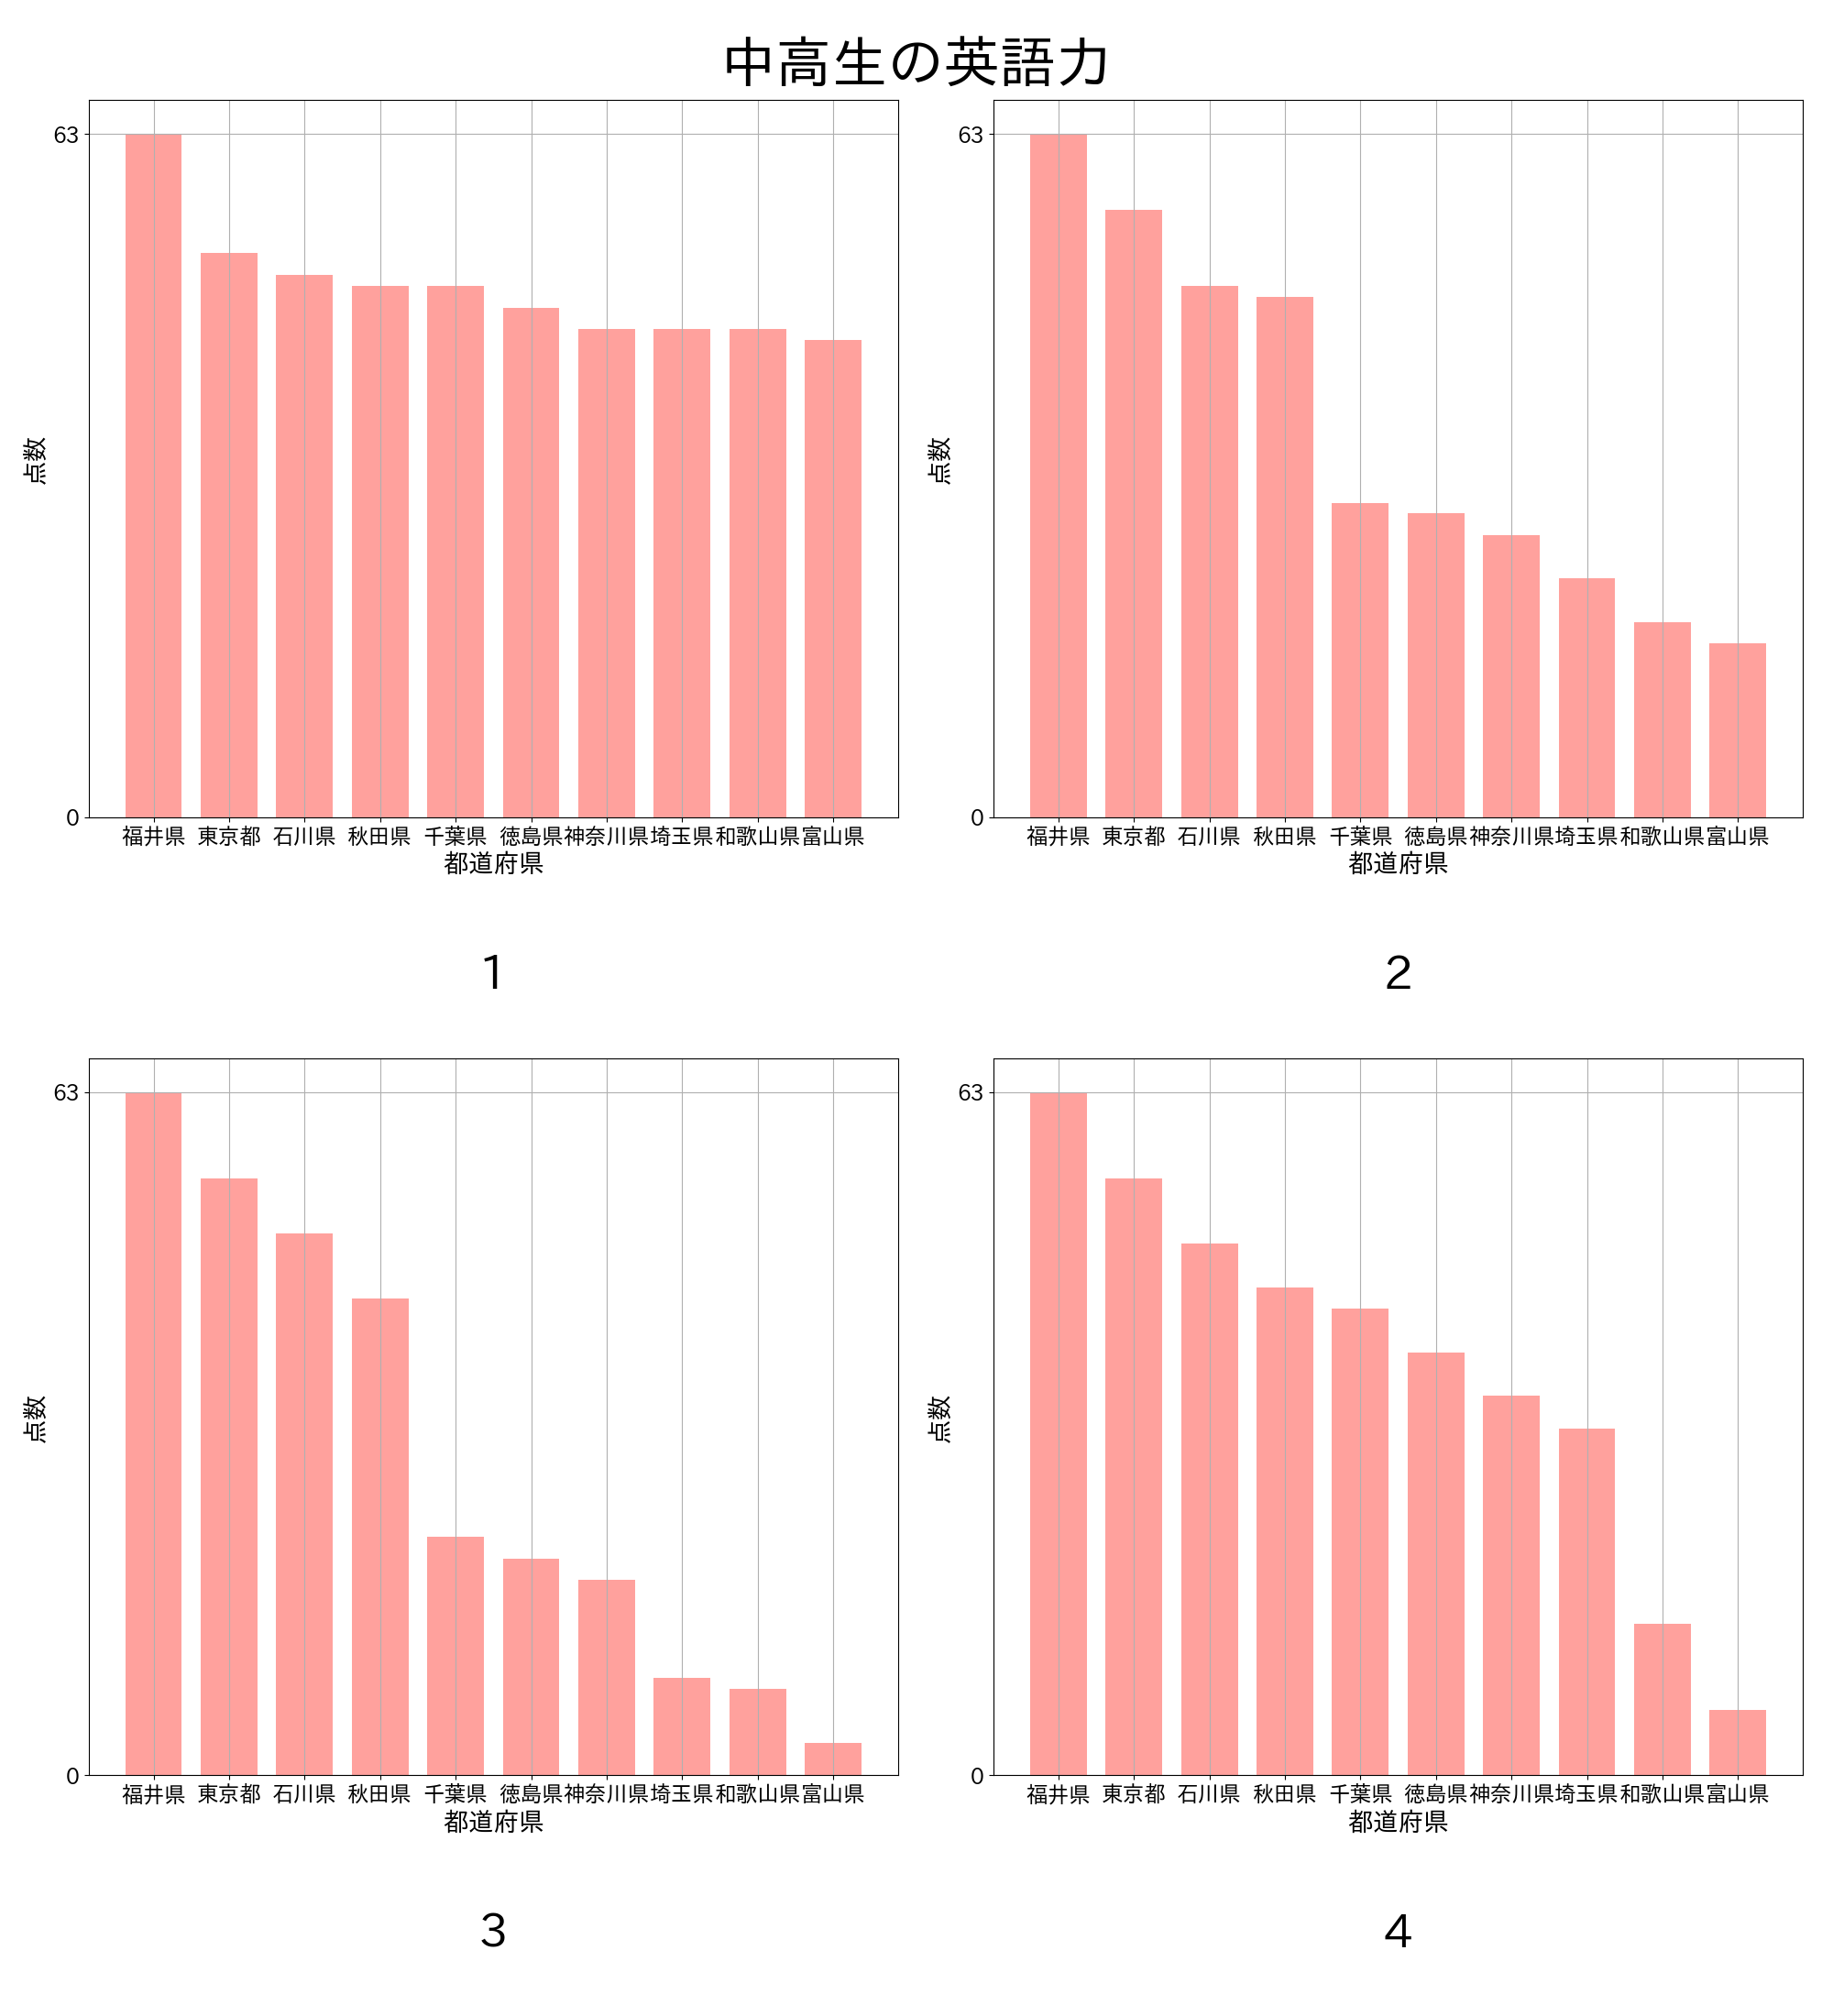 中高生の英語力
63
0
点数
福井県 東京都 石川県 秋田県 千葉県 徳島県 神奈川県 埼玉県 和歌山県 富山県
都道府県
1
63
0
点数
福井県 東京都 石川県 秋田県 千葉県 徳島県 神奈川県 埼玉県 和歌山県 富山県
都道府県
2
63
0
点数
福井県 東京都 石川県 秋田県 千葉県 徳島県 神奈川県 埼玉県 和歌山県 富山県
都道府県
3
63
0
点数
福井県 東京都 石川県 秋田県 千葉県 徳島県 神奈川県 埼玉県 和歌山県 富山県
都道府県
4